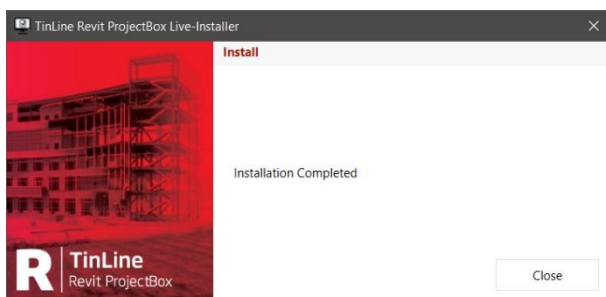 TinLine Revit ProjectBox Live-Installer
Install
Installation Completed
R TinLine
Revit ProjectBox
Close